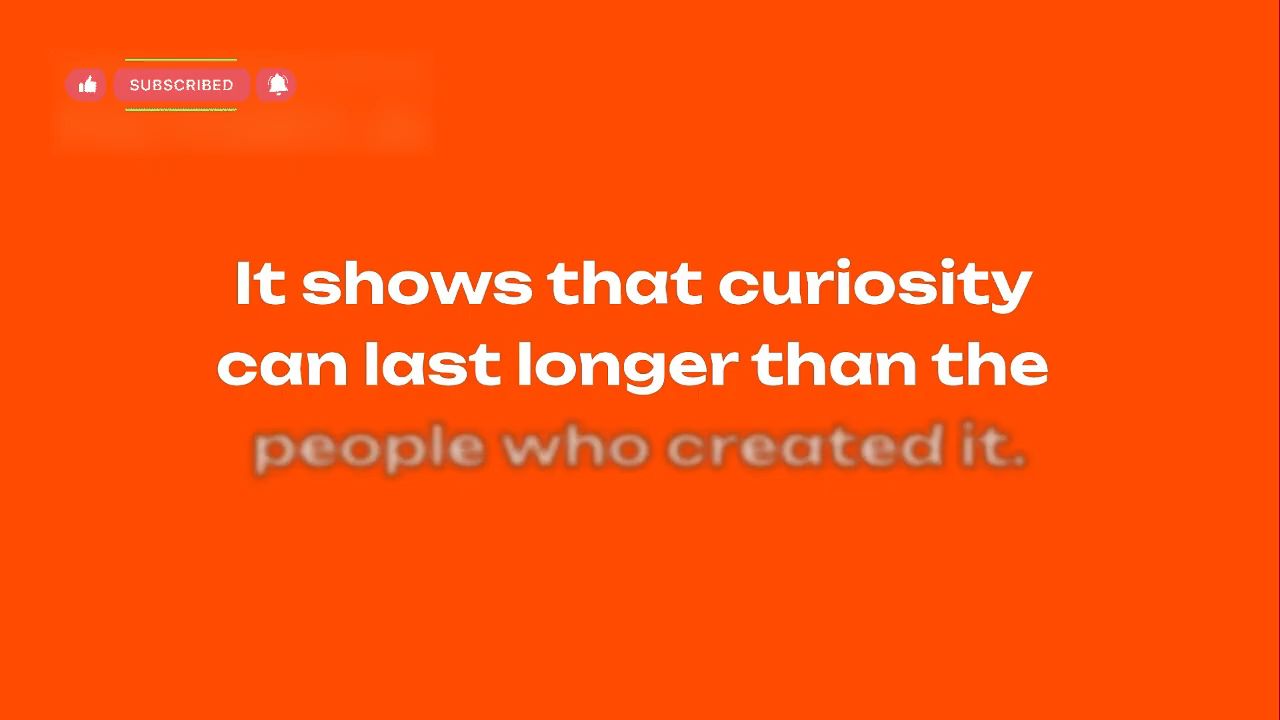 SUBSCRIBED
It shows that curiosity
can last longer than the
people who created it.